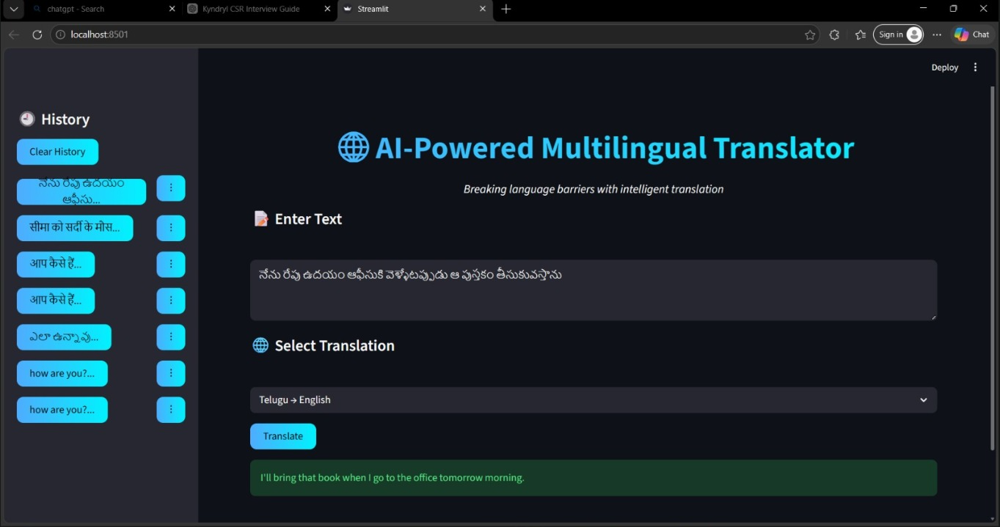 chatgpt - Search
Kyndryl CSR Interview Guide
Streamlit
localhost:8501
Sign in
Chat
Deploy
History
Clear History
నేను రేపు ఉదయం
ఆఫీసు...
सीमा को सर्दी के मौस...
आप कैसे हैं...
आप कैसे हैं...
ఎలా ఉన్నావు...
how are you?...
how are you?...
AI-Powered Multilingual Translator
Breaking language barriers with intelligent translation
Enter Text
నేను రేపు ఉదయం ఆఫీసుకి వెళ్ళేటప్పుడు ఆ పుస్తకం తీసుకువస్తాను
Select Translation
Telugu → English
Translate
I'll bring that book when I go to the office tomorrow morning.